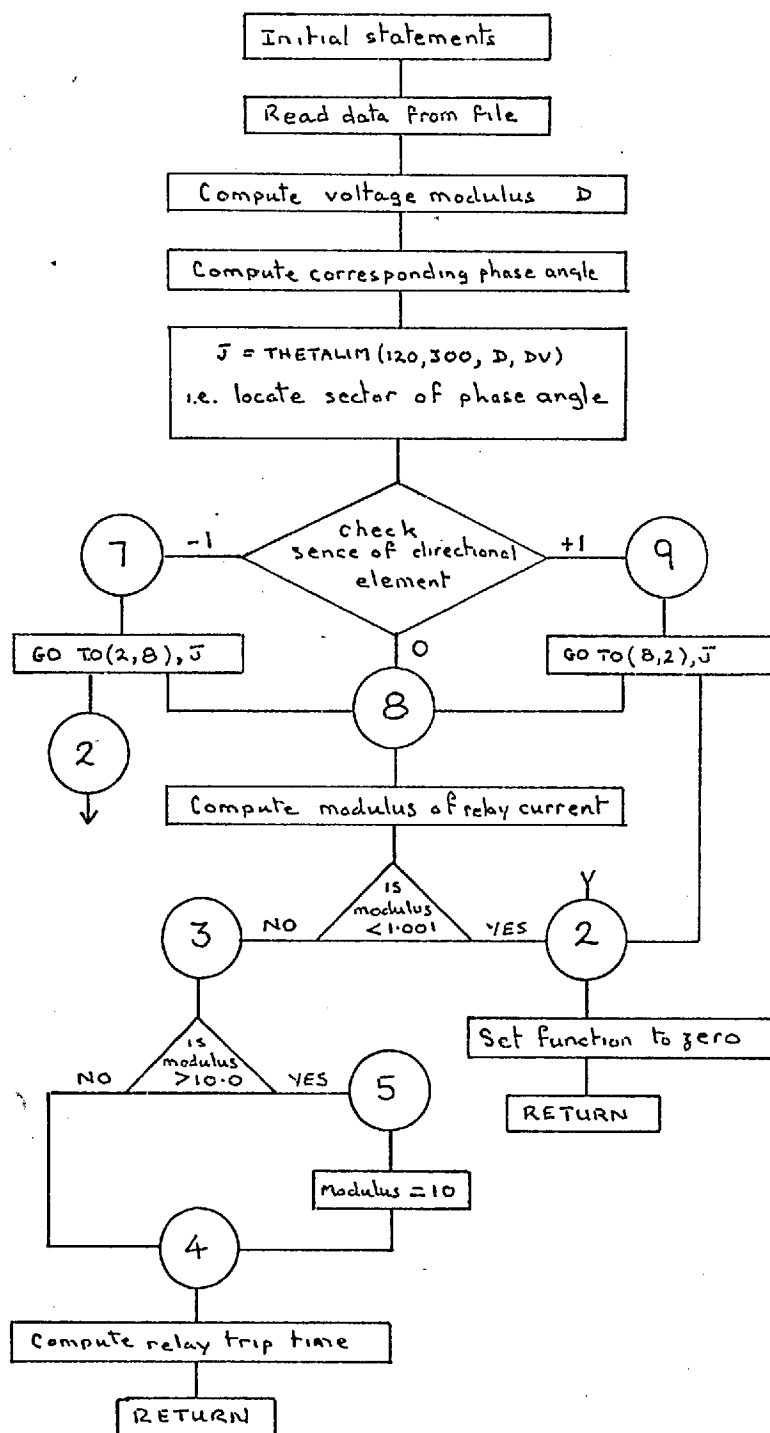 Initial statements
Read data from file
Compute voltage modulus D
Compute corresponding phase angle
J = THETALIM (120,300, D, DV)
i.e. locate sector of phase angle
check
sence of directional
element
7
-1
+1
9
0
GO TO (2,8), J
GO TO (8,2), J
8
2
Compute modulus of relay current
is
modulus
<1.001
3
NO
YES
2
is
modulus
>10.0
NO
YES
5
Set function to zero
RETURN
Modulus = 10
4
Compute relay trip time
RETURN